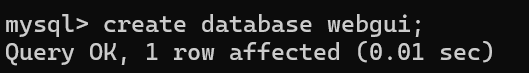 mysql> create database webgui;
Query OK, 1 row affected (0.01 sec)